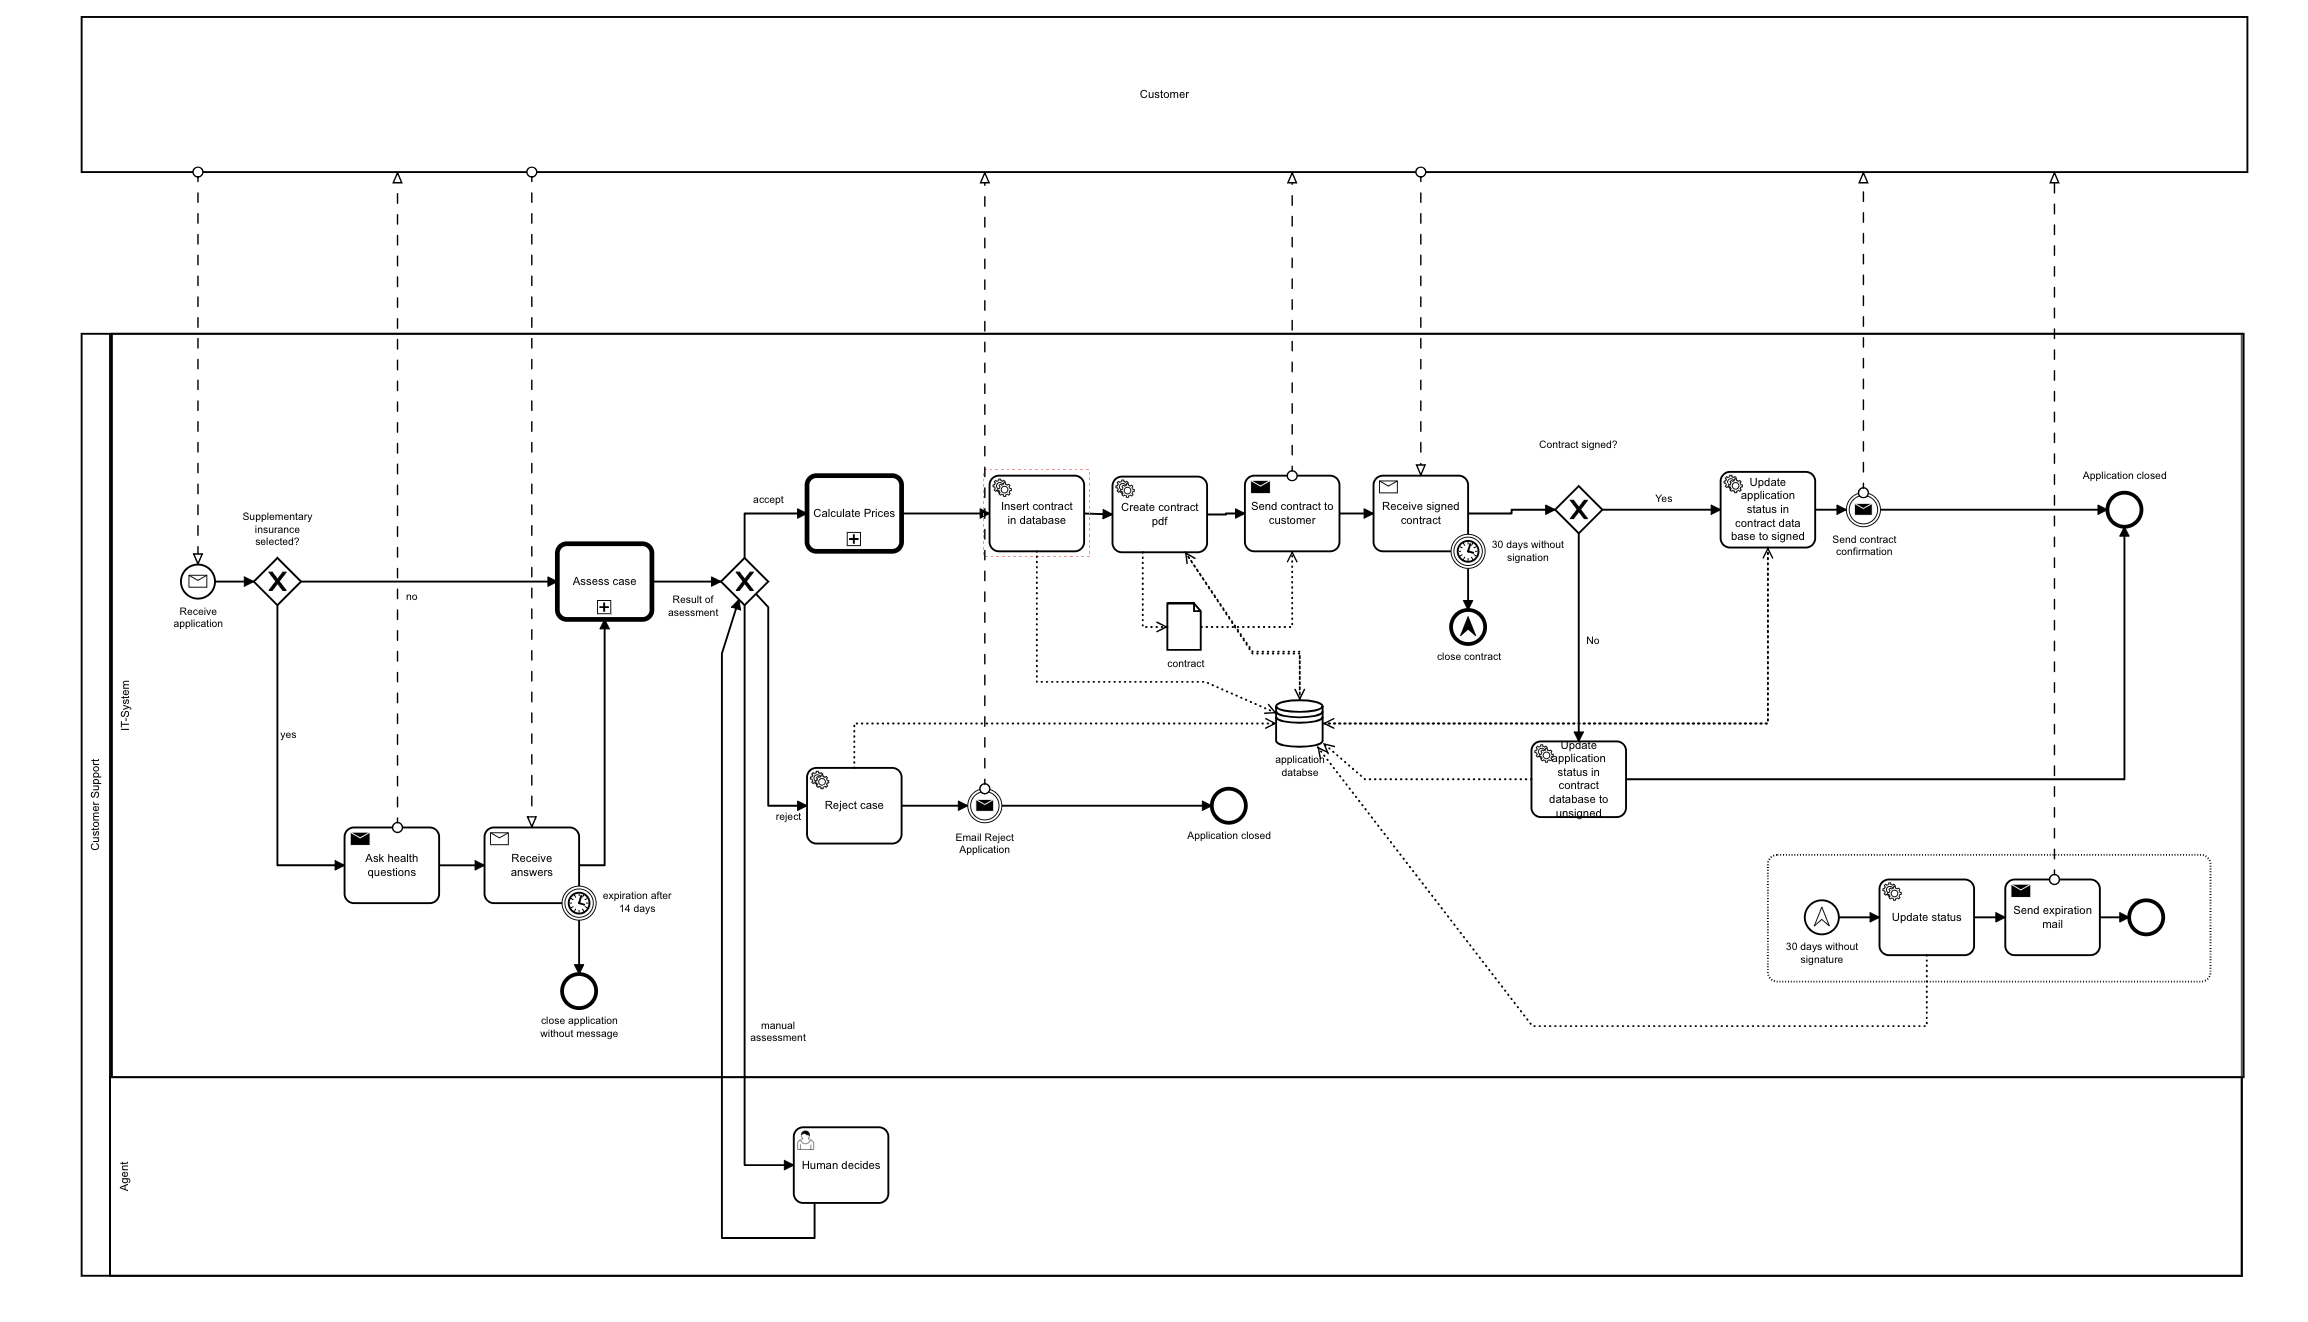 Customer
Customer Support
IT-System
Agent
Receive
application
Supplementary
insurance
selected?
no
yes
Ask health
questions
Receive
answers
expiration after
14 days
close application
without message
Assess case
Result of
asessment
accept
reject
manual
assessment
Human decides
Calculate Prices
Reject case
Email Reject
Application
Application closed
Insert contract
in database
Create contract
pdf
contract
Send contract to
customer
application
databse
Receive signed
contract
30 days without
signation
close contract
Contract signed?
Yes
No
Update
application
status in
contract data
base to signed
Send contract
confirmation
Application closed
Update
application
status in
contract
database to
unsigned
30 days without
signature
Update status
Send expiration
mail